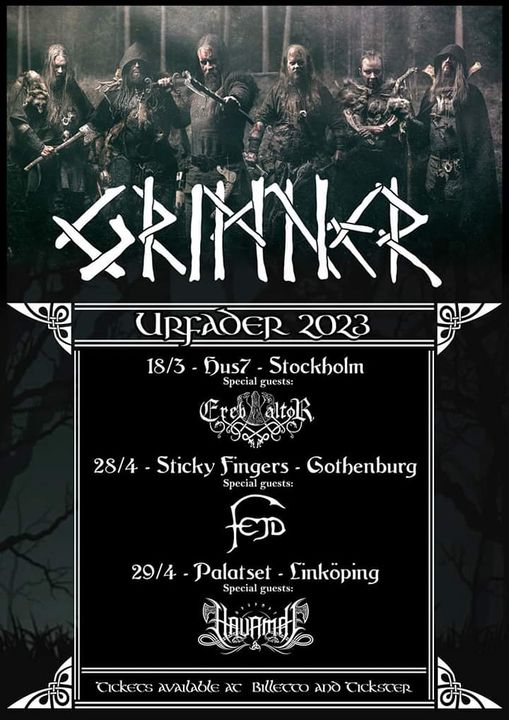 GRIMNER
URFADER 2023
18/3 - Hus7 - Stockholm
Special guests:
Ereb Altor
28/4 - Sticky Fingers - Gothenburg
Special guests:
FEJD
29/4 - Palatset - Linköping
Special guests:
HAVAMAL
Tickets available at Billetto and Tickster